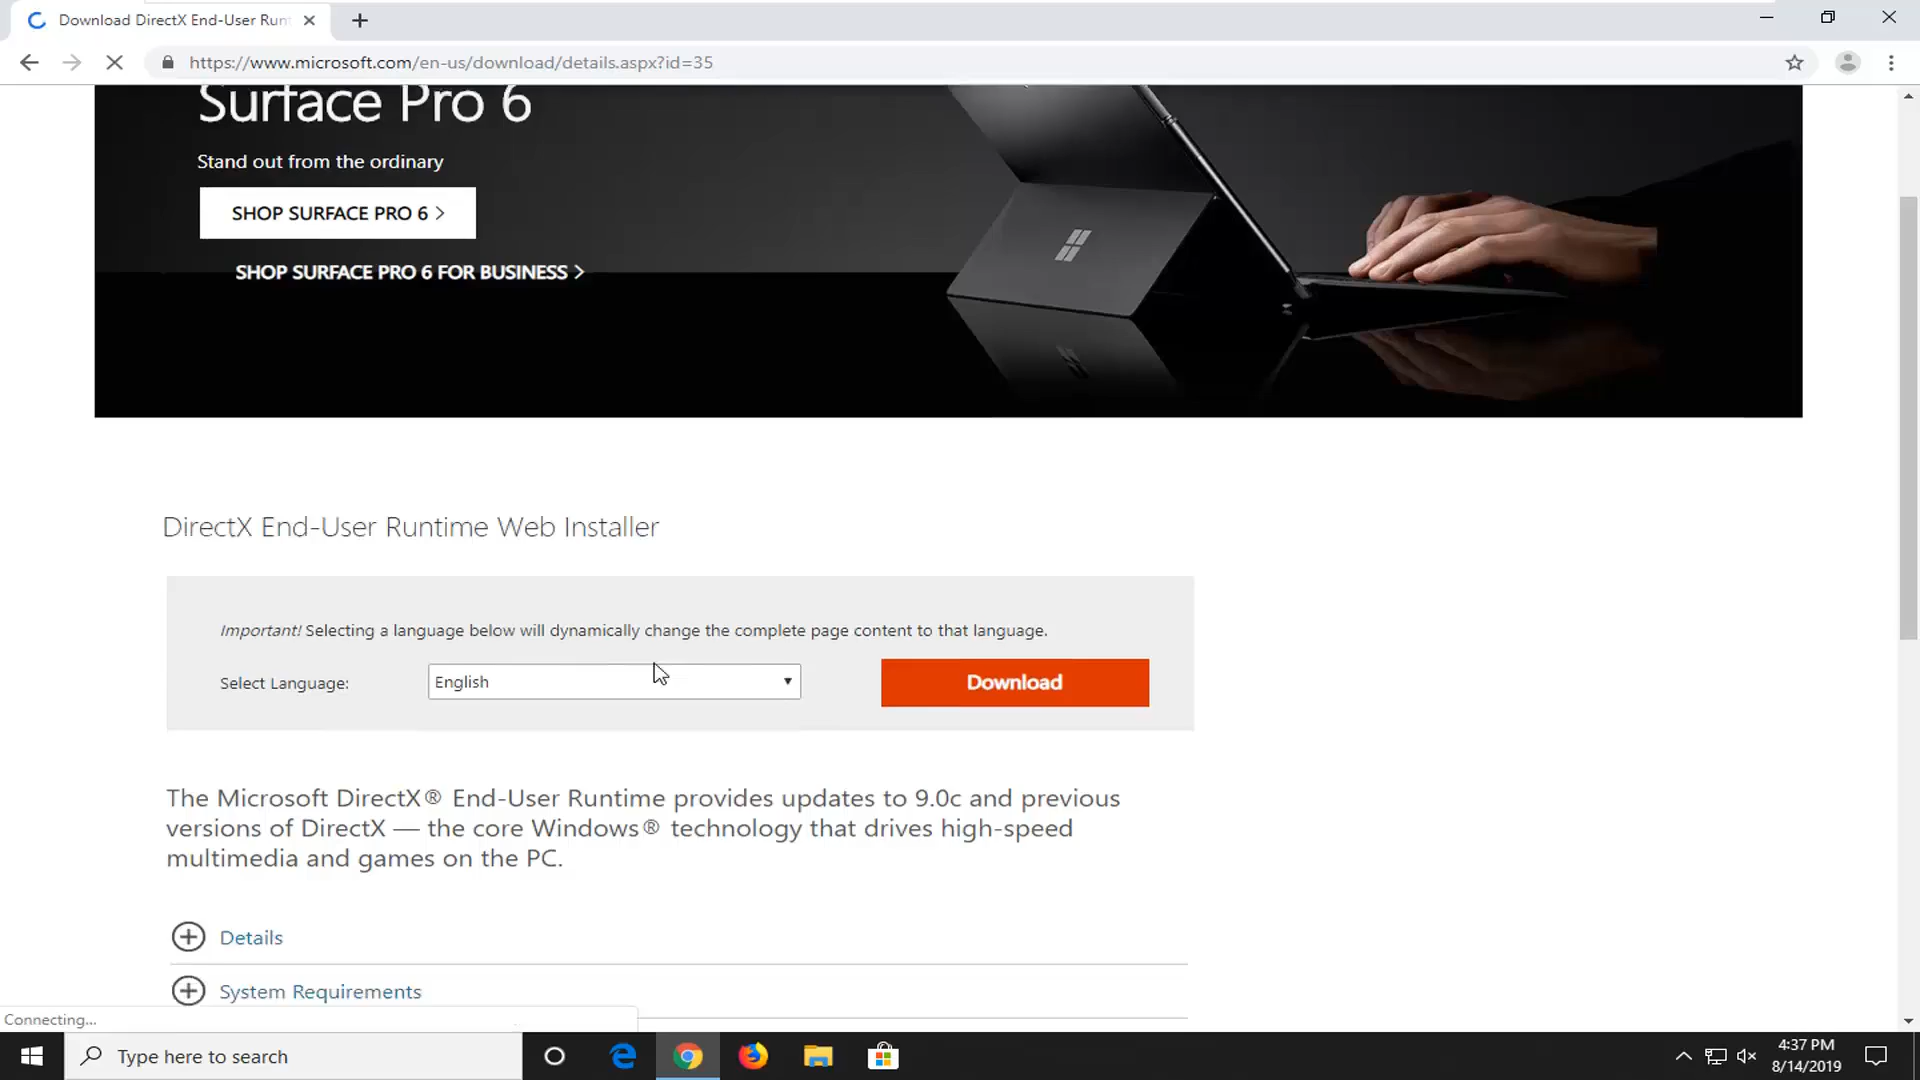 Download DirectX End-User Runt
https://www.microsoft.com/en-us/download/details.aspx?id=35
Surface Pro 6
Stand out from the ordinary
SHOP SURFACE PRO 6 >
SHOP SURFACE PRO 6 FOR BUSINESS >
DirectX End-User Runtime Web Installer
Important! Selecting a language below will dynamically change the complete page content to that language.
Select Language:
English
Download
The Microsoft DirectX® End-User Runtime provides updates to 9.0c and previous
versions of DirectX — the core Windows® technology that drives high-speed
multimedia and games on the PC.
Details
System Requirements
Connecting...
Type here to search
4:37 PM
8/14/2019